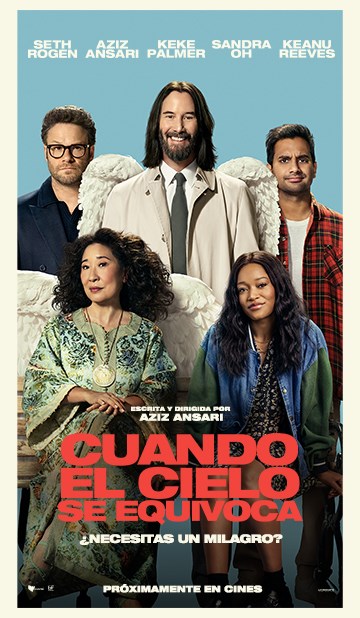 SETH AZIZ KEKE SANDRA KEANU
ROGEN ANSARI PALMER OH REEVES
ESCRITA Y DIRIGIDA POR
AZIZ ANSARI
CUANDO
EL CIELO
SE EQUIVOCA
¿NECESITAS UN MILAGRO?
PRÓXIMAMENTE EN CINES